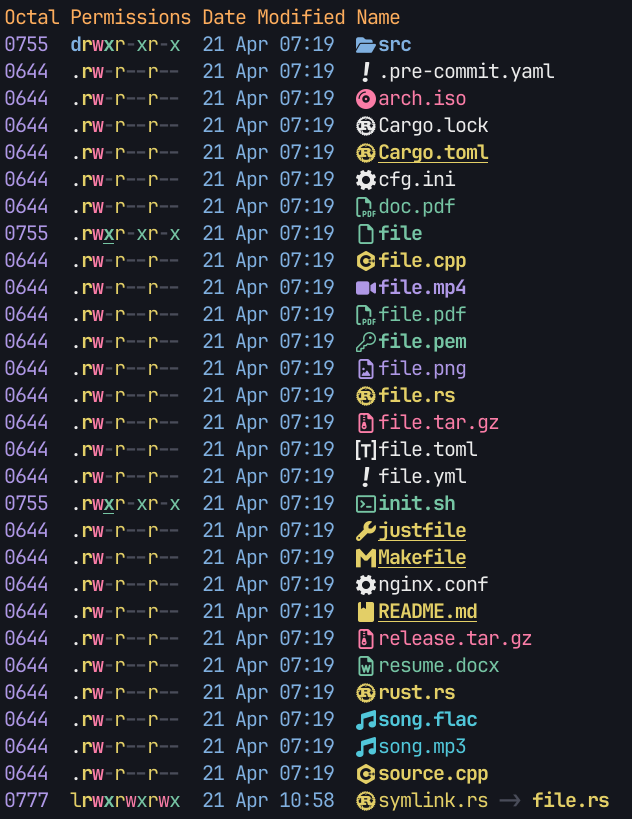 Octal Permissions Date Modified Name
0755 drwxr-xr-x 21 Apr 07:19 src
0644 .rw-r--r-- 21 Apr 07:19 .pre-commit.yaml
0644 .rw-r--r-- 21 Apr 07:19 arch.iso
0644 .rw-r--r-- 21 Apr 07:19 Cargo.lock
0644 .rw-r--r-- 21 Apr 07:19 Cargo.toml
0644 .rw-r--r-- 21 Apr 07:19 cfg.ini
0644 .rw-r--r-- 21 Apr 07:19 doc.pdf
0755 .rwxr-xr-x 21 Apr 07:19 file
0644 .rw-r--r-- 21 Apr 07:19 file.cpp
0644 .rw-r--r-- 21 Apr 07:19 file.mp4
0644 .rw-r--r-- 21 Apr 07:19 file.pdf
0644 .rw-r--r-- 21 Apr 07:19 file.pem
0644 .rw-r--r-- 21 Apr 07:19 file.png
0644 .rw-r--r-- 21 Apr 07:19 file.rs
0644 .rw-r--r-- 21 Apr 07:19 file.tar.gz
0644 .rw-r--r-- 21 Apr 07:19 file.toml
0644 .rw-r--r-- 21 Apr 07:19 file.yml
0755 .rwxr-xr-x 21 Apr 07:19 init.sh
0644 .rw-r--r-- 21 Apr 07:19 justfile
0644 .rw-r--r-- 21 Apr 07:19 Makefile
0644 .rw-r--r-- 21 Apr 07:19 nginx.conf
0644 .rw-r--r-- 21 Apr 07:19 README.md
0644 .rw-r--r-- 21 Apr 07:19 release.tar.gz
0644 .rw-r--r-- 21 Apr 07:19 resume.docx
0644 .rw-r--r-- 21 Apr 07:19 rust.rs
0644 .rw-r--r-- 21 Apr 07:19 song.flac
0644 .rw-r--r-- 21 Apr 07:19 song.mp3
0644 .rw-r--r-- 21 Apr 07:19 source.cpp
0777 lrwxrwxrwx 21 Apr 10:58 symlink.rs -> file.rs